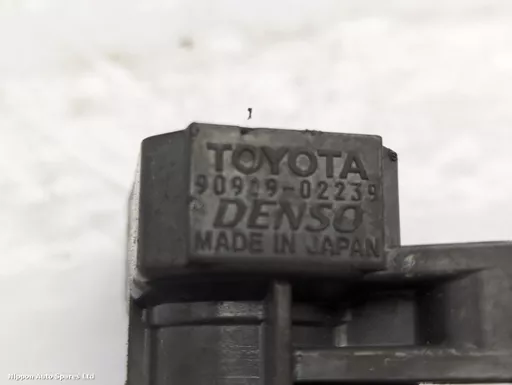 TOYOTA
90919-02239
DENSO
MADE IN JAPAN
Nippon Auto Spares Ltd